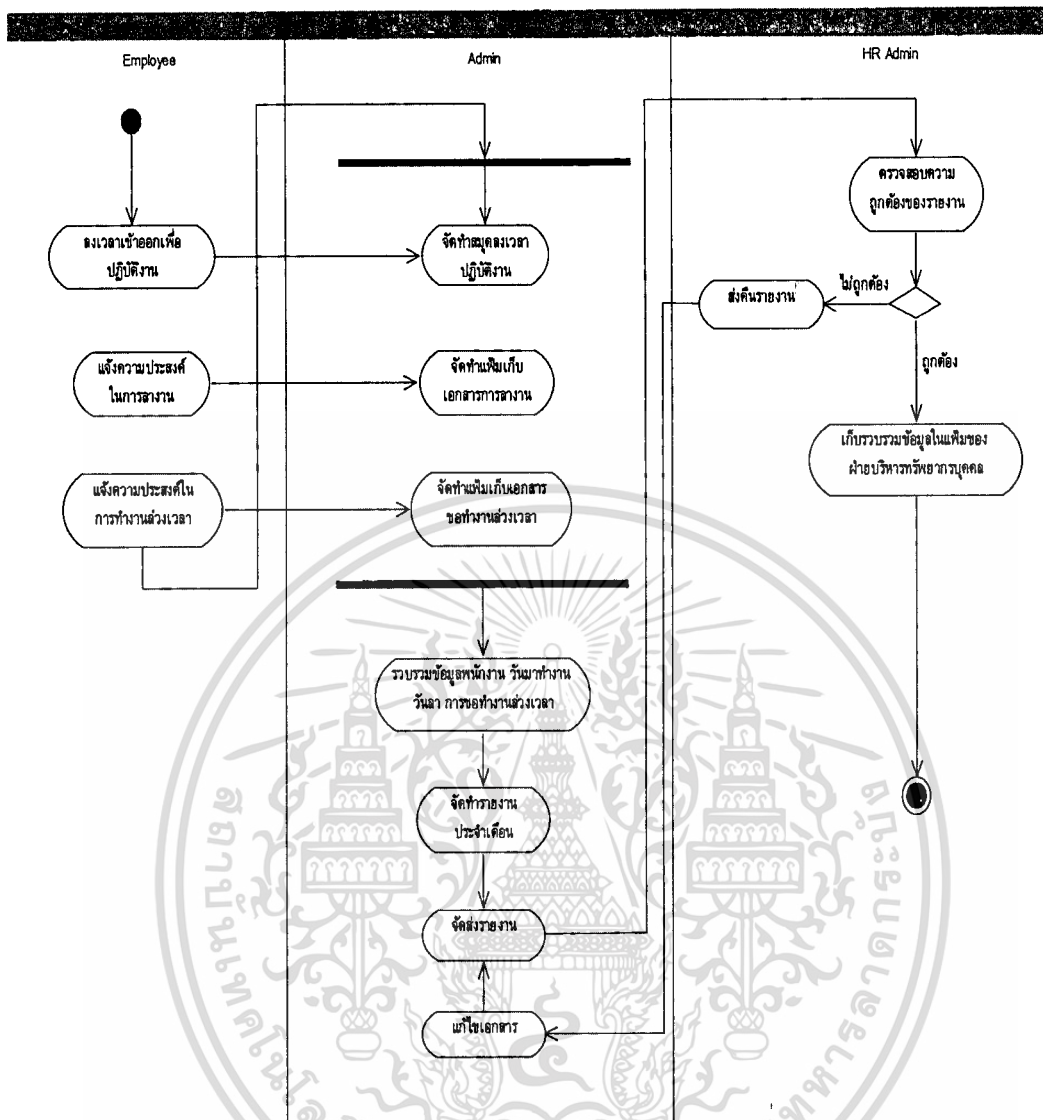 Employee
Admin
HR Admin
ลงเวลาเข้าออกเพื่อ
ปฏิบัติงาน
จัดทำสมุดลงเวลา
ปฏิบัติงาน
ตรวจสอบความ
ถูกต้องของรายงาน
ไม่ถูกต้อง
ส่งคืนรายงาน
ถูกต้อง
แจ้งความประสงค์
ในการลางาน
จัดทำแฟ้มเก็บ
เอกสารการลางาน
เก็บรวบรวมข้อมูลในแฟ้มของ
ฝ่ายบริหารทรัพยากรบุคคล
แจ้งความประสงค์ใน
การทำงานล่วงเวลา
จัดทำแฟ้มเก็บเอกสาร
ขอทำงานล่วงเวลา
รวบรวมข้อมูลพนักงาน วันมาทำงาน
วันลา การขอทำงานล่วงเวลา
จัดทำรายงาน
ประจำเดือน
จัดส่งรายงาน
แก้ไขเอกสาร